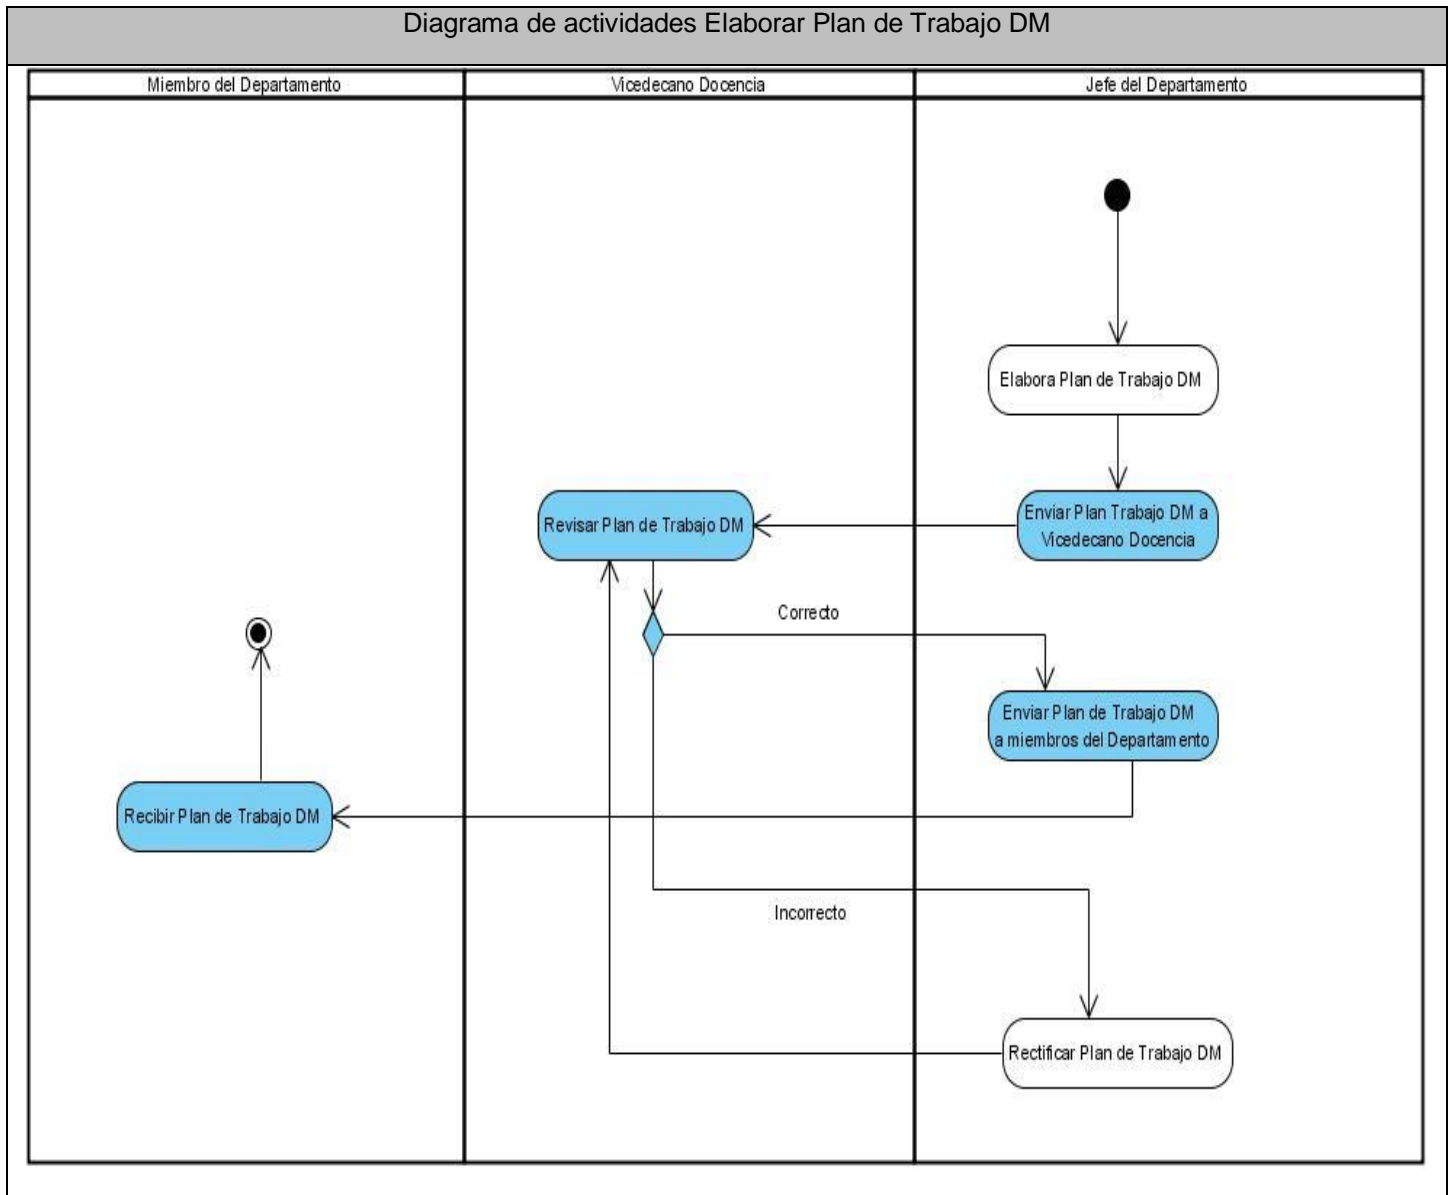 Diagrama de actividades Elaborar Plan de Trabajo DM
Miembro del Departamento
Vicedecano Docencia
Jefe del Departamento
Elabora Plan de Trabajo DM
Enviar Plan Trabajo DM a
Vicedecano Docencia
Revisar Plan de Trabajo DM
Correcto
Enviar Plan de Trabajo DM
a miembros del Departamento
Recibir Plan de Trabajo DM
Incorrecto
Rectificar Plan de Trabajo DM